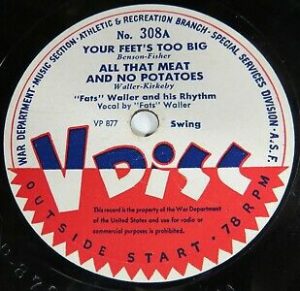 WAR DEPARTMENT · MUSIC SECTION · ATHLETIC & RECREATION BRANCH · SPECIAL SERVICES DIVISION · A.S.F.
No. 308A
YOUR FEET'S TOO BIG
Benson-Fisher
ALL THAT MEAT
AND NO POTATOES
Waller-Kirkeby
"Fats" Waller and his Rhythm
Vocal by "Fats" Waller
VP 877 Swing
V DISC
This record is the property of the War Department
of the United States and use for radio or
commercial purposes is prohibited.
OUTSIDE START · 78 RPM